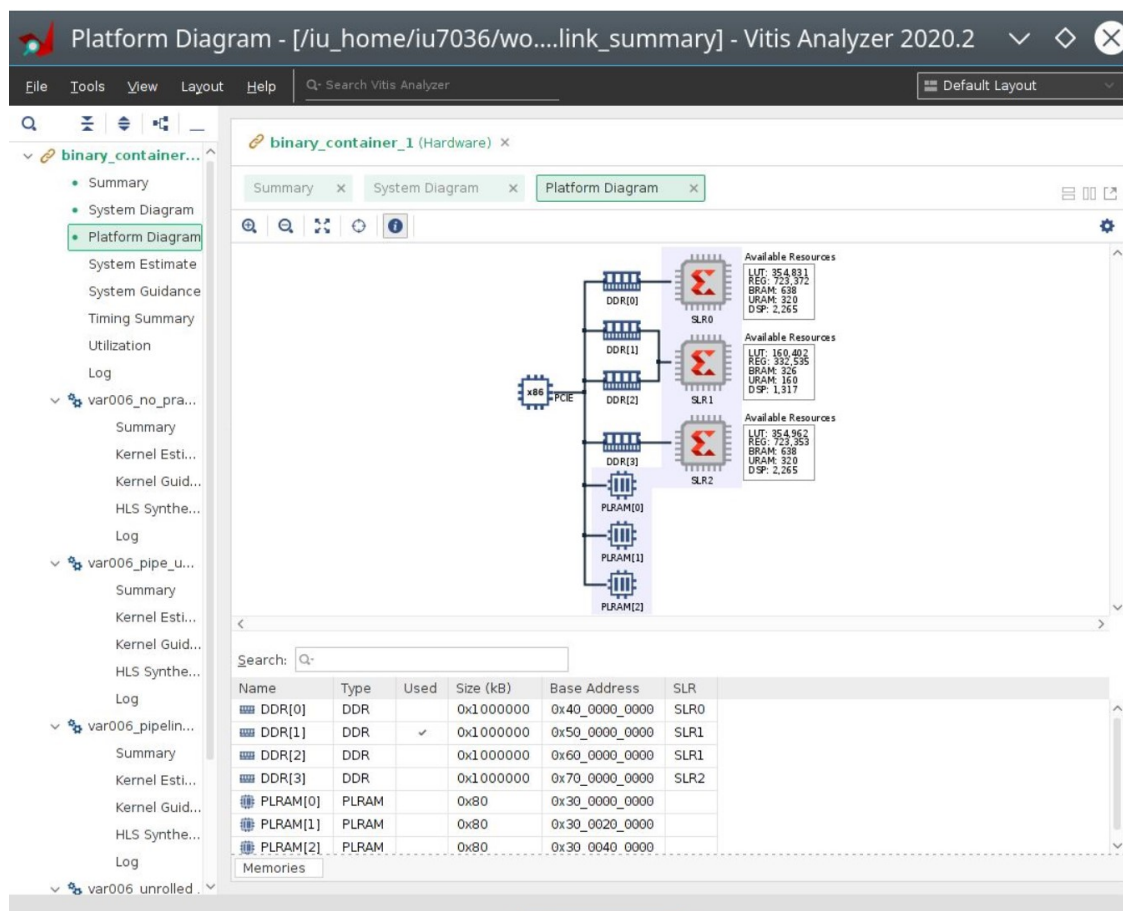 Platform Diagram - [/iu_home/iu7036/wo....link_summary] - Vitis Analyzer 2020.2
File Tools View Layout Help Q- Search Vitis Analyzer Default Layout
binary_container...
Summary
System Diagram
Platform Diagram
System Estimate
System Guidance
Timing Summary
Utilization
Log
var006_no_pra...
Summary
Kernel Esti...
Kernel Guid...
HLS Synthe...
Log
var006_pipe_u...
Summary
Kernel Esti...
Kernel Guid...
HLS Synthe...
Log
var006_pipelin...
Summary
Kernel Esti...
Kernel Guid...
HLS Synthe...
Log
var006_unrolled .
binary_container_1 (Hardware)
Summary System Diagram Platform Diagram
x86
PCIE
DDR[0]
DDR[1]
DDR[2]
DDR[3]
PLRAM[0]
PLRAM[1]
PLRAM[2]
SLR0
Available Resources
LUT: 354,831
REG: 723,372
BRAM: 638
URAM: 320
DSP: 2,265
SLR1
Available Resources
LUT: 160,402
REG: 332,535
BRAM: 326
URAM: 160
DSP: 1,317
SLR2
Available Resources
LUT: 354,962
REG: 723,353
BRAM: 638
URAM: 320
DSP: 2,265
Search: Q-
Name Type Used Size (kB) Base Address SLR
DDR[0] DDR 0x1000000 0x40_0000_0000 SLR0
DDR[1] DDR ✓ 0x1000000 0x50_0000_0000 SLR1
DDR[2] DDR 0x1000000 0x60_0000_0000 SLR1
DDR[3] DDR 0x1000000 0x70_0000_0000 SLR2
PLRAM[0] PLRAM 0x80 0x30_0000_0000
PLRAM[1] PLRAM 0x80 0x30_0020_0000
PLRAM[2] PLRAM 0x80 0x30_0040_0000
Memories